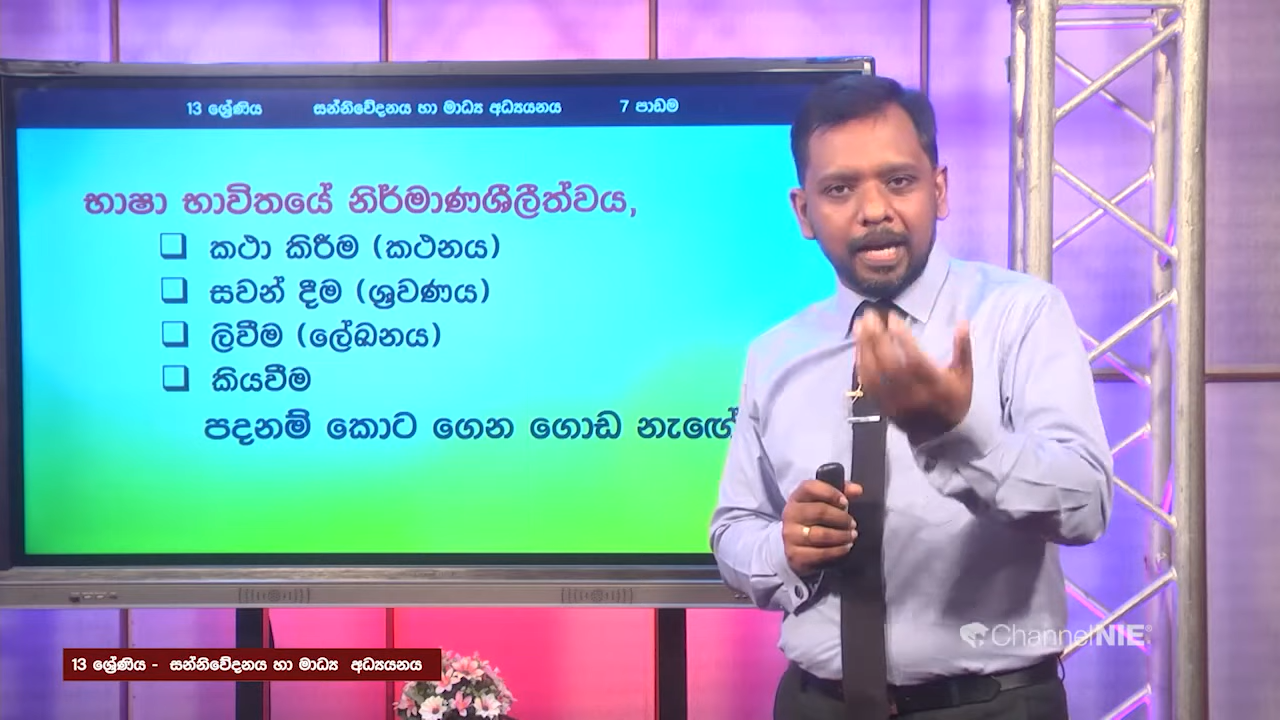 13 ශ්‍රේණිය සන්නිවේදනය හා මාධ්‍ය අධ්‍යයනය 7 පාඩම
භාෂා භාවිතයේ නිර්මාණශීලීත්වය,
කථා කිරීම (කථනය)
සවන් දීම (ශ්‍රවණය)
ලිවීම (ලේඛනය)
කියවීම
පදනම් කොට ගෙන ගොඩ නැඟේ
13 ශ්‍රේණිය - සන්නිවේදනය හා මාධ්‍ය අධ්‍යයනය
ChannelNIE